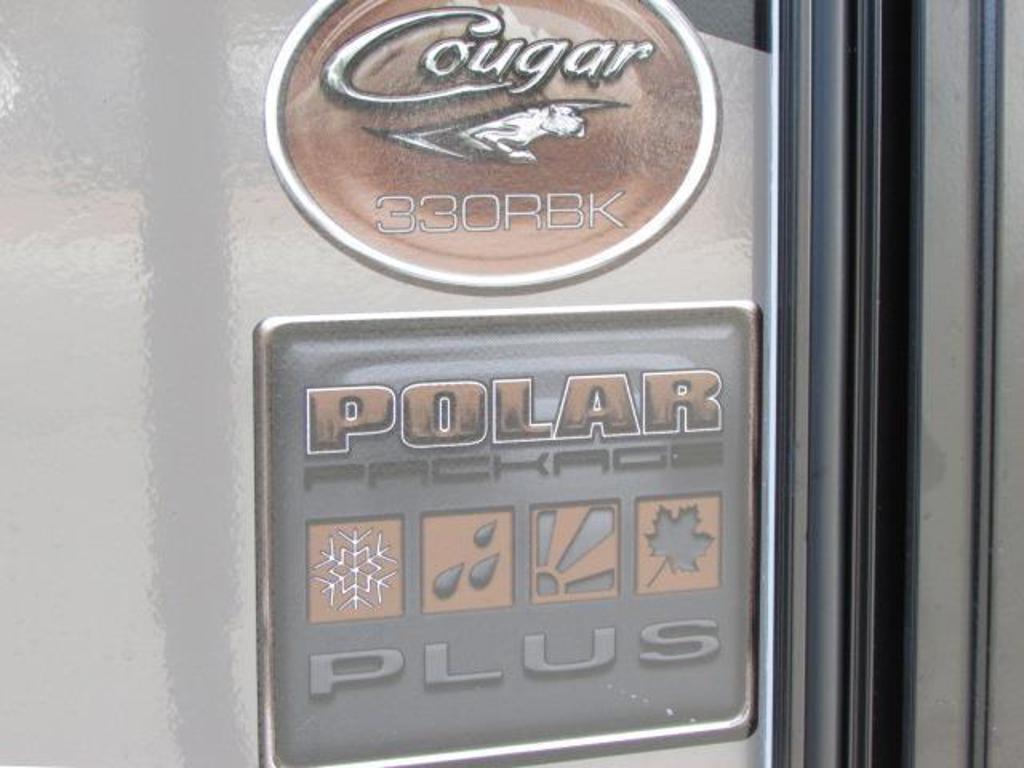 Cougar
330RBK
POLAR
PACKAGE
PLUS